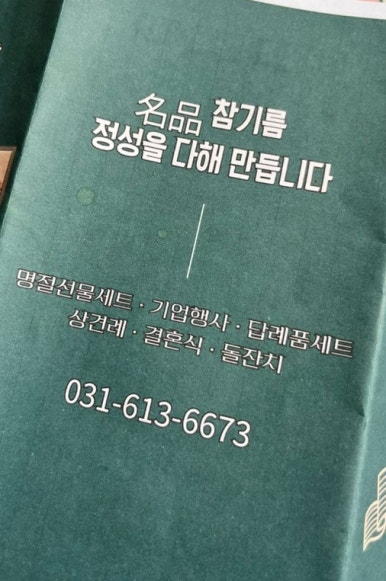 名品 참기름
정성을 다해 만듭니다
명절선물세트 · 기업행사 · 탑레품세트
상견례 · 결혼식 · 돌잔치
031-613-6673